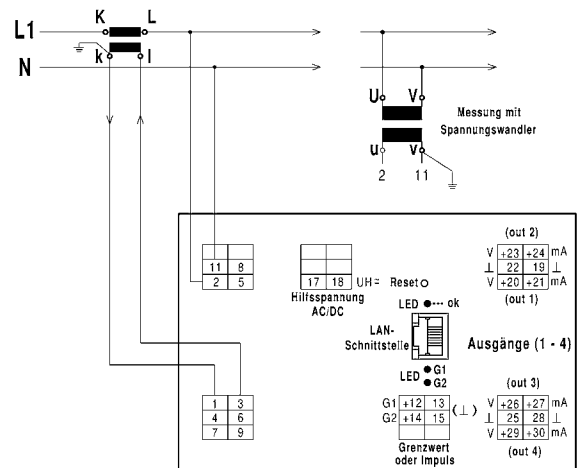 K L
L1
k l
N
U V
Messung mit
Spannungswandler
u v
2 11
(out 2)
11 8
2 5
17 18 UH= Reset
Hilfsspannung
AC/DC
V +23 +24 mA
⊥ 22 19 ⊥
V +20 +21 mA
(out 1)
LED --- ok
LAN-
Schnittstelle
Ausgänge (1 - 4)
LED G1
G2
(out 3)
1 3
4 6
7 9
G1 +12 13
G2 +14 15
(⊥)
Grenzwert
oder Impuls
V +26 +27 mA
⊥ 25 28 ⊥
V +29 +30 mA
(out 4)